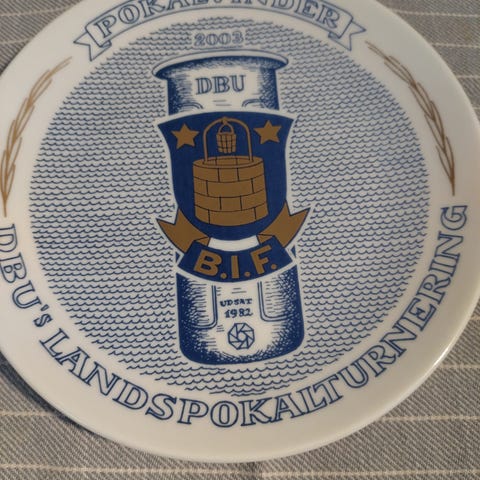 POKALVINDER
2003
DBU
B.I.F.
UDSAT
1982
DBU's LANDSPOKALTURNERING